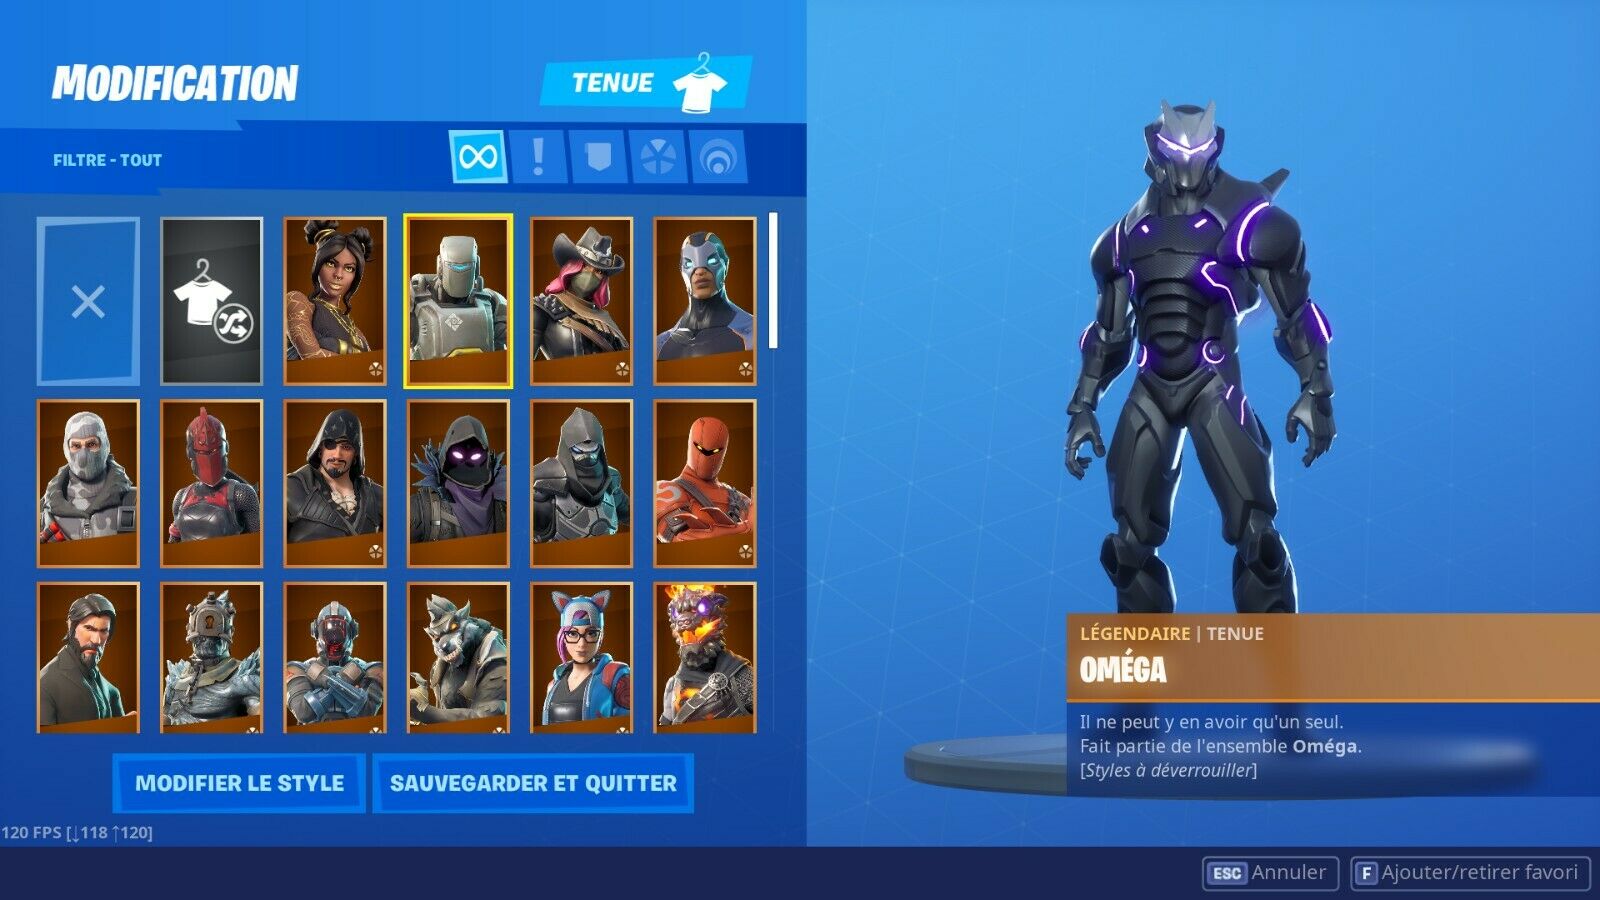 MODIFICATION
TENUE
FILTRE - TOUT
MODIFIER LE STYLE
SAUVEGARDER ET QUITTER
120 FPS [↓118 ↑120]
LÉGENDAIRE | TENUE
OMÉGA
Il ne peut y en avoir qu'un seul.
Fait partie de l'ensemble Oméga.
[Styles à déverrouiller]
ESC Annuler
F Ajouter/retirer favori